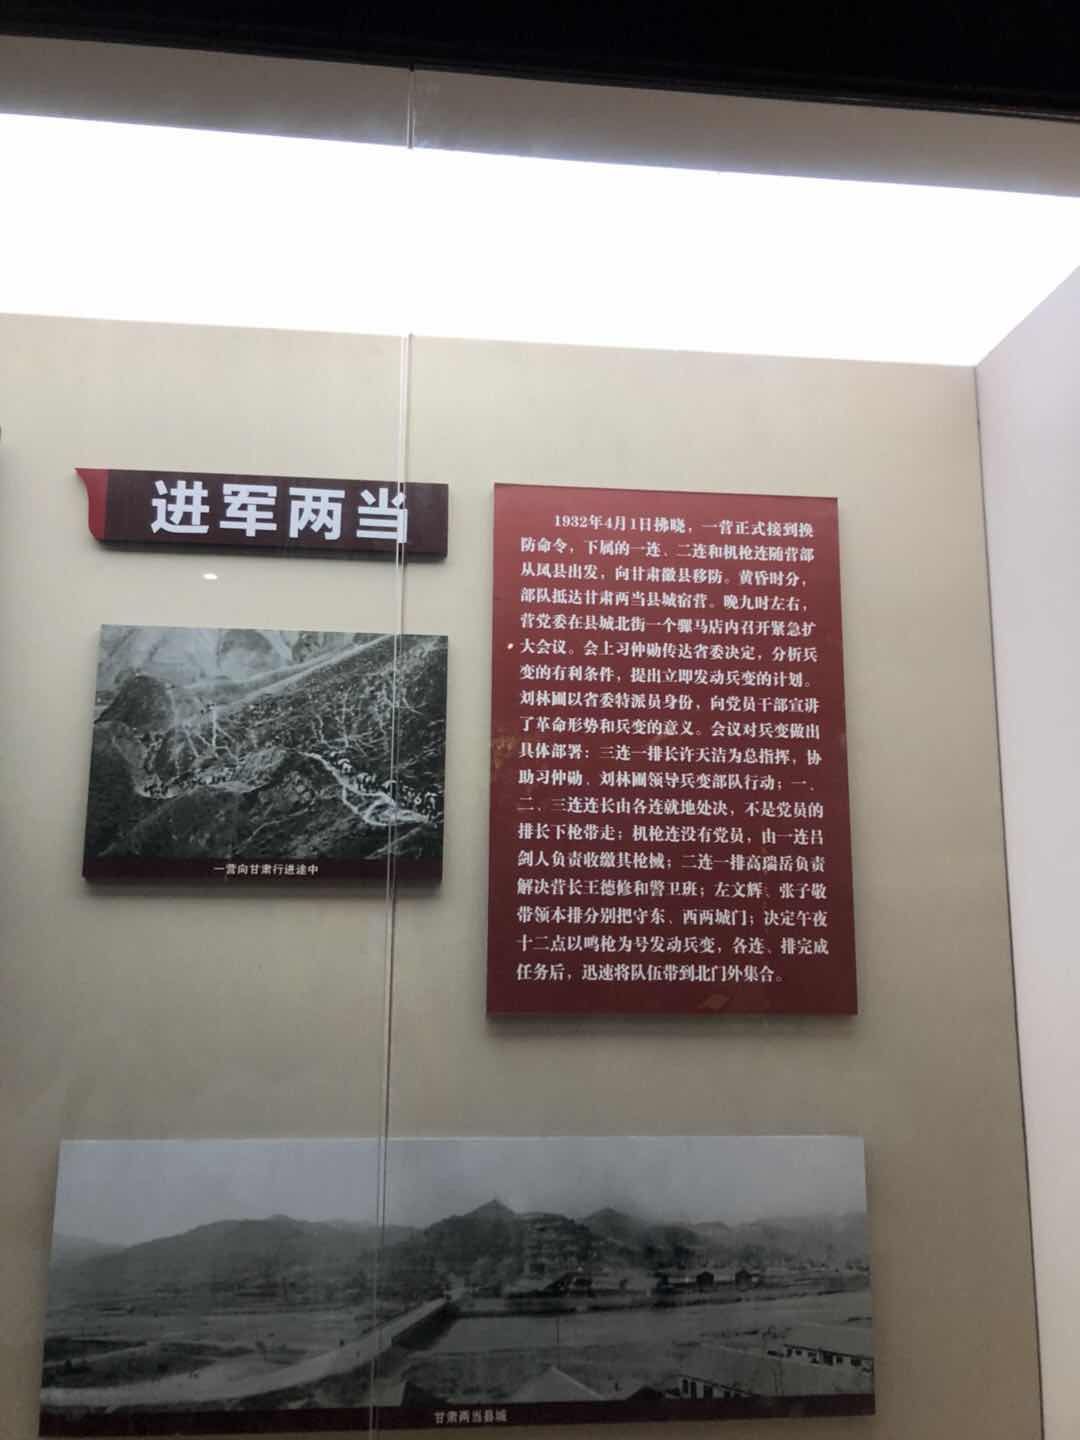 进军两当
1932年4月1日拂晓，一营正式接到换
防命令，下属的一连、二连和机枪连随营部
从凤县出发，向甘肃徽县移防。黄昏时分，
部队抵达甘肃两当县城宿营。晚九时左右，
营党委在县城北街一个骡马店内召开紧急扩
大会议。会上习仲勋传达省委决定，分析兵
变的有利条件，提出立即发动兵变的计划。
刘林圃以省委特派员身份，向党员干部宣讲
了革命形势和兵变的意义。会议对兵变做出
具体部署：三连一排长许天洁为总指挥，协
助习仲勋、刘林圃领导兵变部队行动；一、
二、三连连长由各连就地处决，不是党员的
排长下枪带走；机枪连没有党员，由一连吕
剑人负责收缴其枪械；二连一排高瑞岳负责
解决营长王德修和警卫班；左文辉、张子敬
带领本排分别把守东、西两城门；决定午夜
十二点以鸣枪为号发动兵变，各连、排完成
任务后，迅速将队伍带到北门外集合。
一营向甘肃行进途中
甘肃两当县城